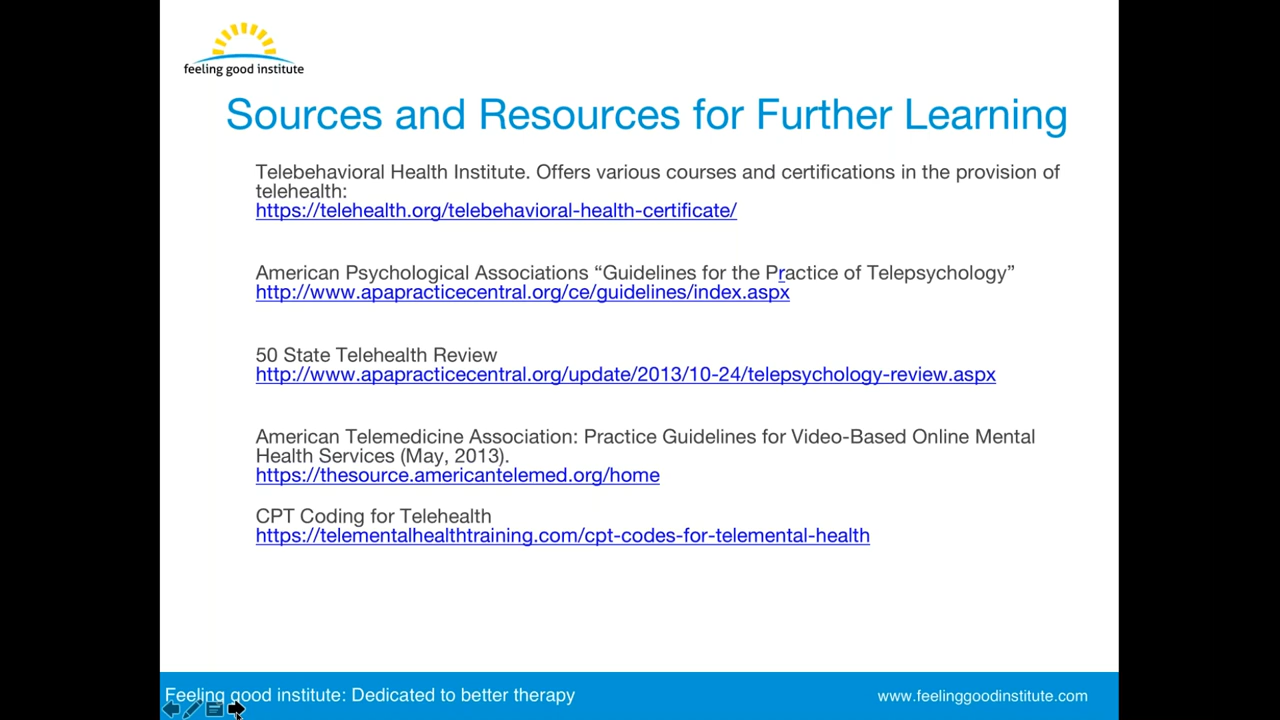 feeling good institute
Sources and Resources for Further Learning
Telebehavioral Health Institute. Offers various courses and certifications in the provision of
telehealth:
https://telehealth.org/telebehavioral-health-certificate/
American Psychological Associations “Guidelines for the Practice of Telepsychology”
http://www.apapracticecentral.org/ce/guidelines/index.aspx
50 State Telehealth Review
http://www.apapracticecentral.org/update/2013/10-24/telepsychology-review.aspx
American Telemedicine Association: Practice Guidelines for Video-Based Online Mental
Health Services (May, 2013).
https://thesource.americantelemed.org/home
CPT Coding for Telehealth
https://telementalhealthtraining.com/cpt-codes-for-telemental-health
Feeling good institute: Dedicated to better therapy
www.feelinggoodinstitute.com